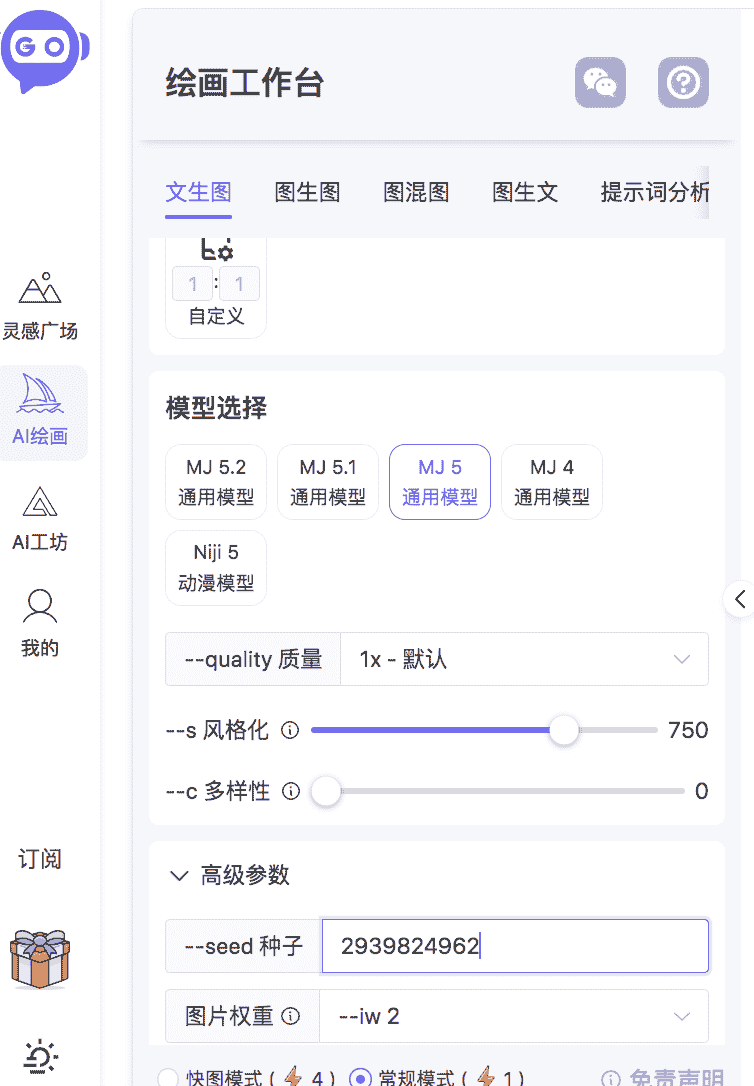 GO
绘画工作台
文生图 图生图 图混图 图生文 提示词分析
1 : 1
自定义
灵感广场
AI绘画
AI工坊
我的
订阅
模型选择
MJ 5.2 MJ 5.1 MJ 5 MJ 4
通用模型 通用模型 通用模型 通用模型
Niji 5
动漫模型
--quality 质量 1x - 默认
--s 风格化 750
--c 多样性 0
高级参数
--seed 种子 2939824962
图片权重 --iw 2
快图模式 ( 4 ) 常规模式 ( 1 ) 免责声明